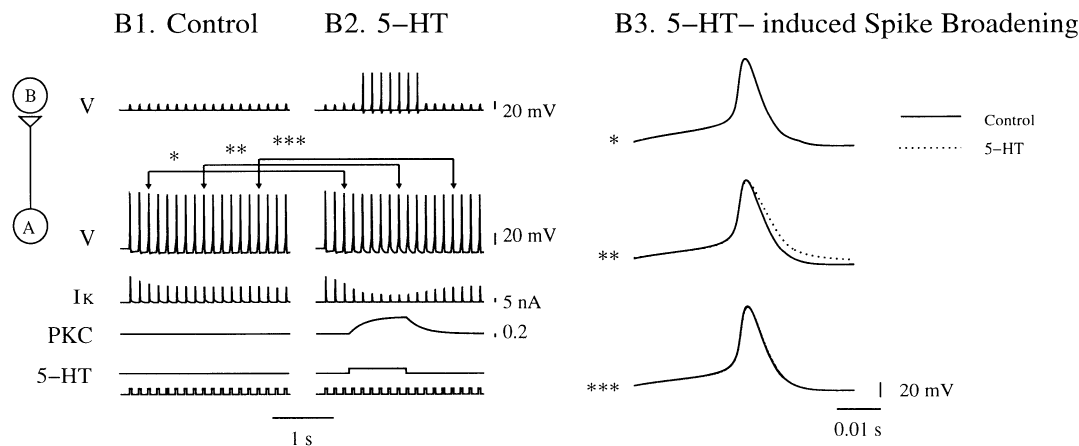 B1. Control
B2. 5−HT
B3. 5−HT− induced Spike Broadening
B
V
20 mV
*
**
***
A
V
20 mV
IK
5 nA
PKC
0.2
5−HT
1 s
*
Control
5−HT
**
***
20 mV
0.01 s